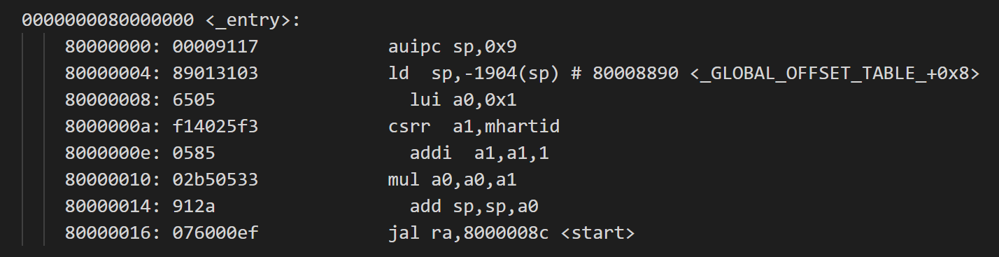 0000000080000000 <_entry>:
80000000: 00009117 auipc sp,0x9
80000004: 89013103 ld sp,-1904(sp) # 80008890 <_GLOBAL_OFFSET_TABLE_+0x8>
80000008: 6505 lui a0,0x1
8000000a: f14025f3 csrr a1,mhartid
8000000e: 0585 addi a1,a1,1
80000010: 02b50533 mul a0,a0,a1
80000014: 912a add sp,sp,a0
80000016: 076000ef jal ra,8000008c <start>